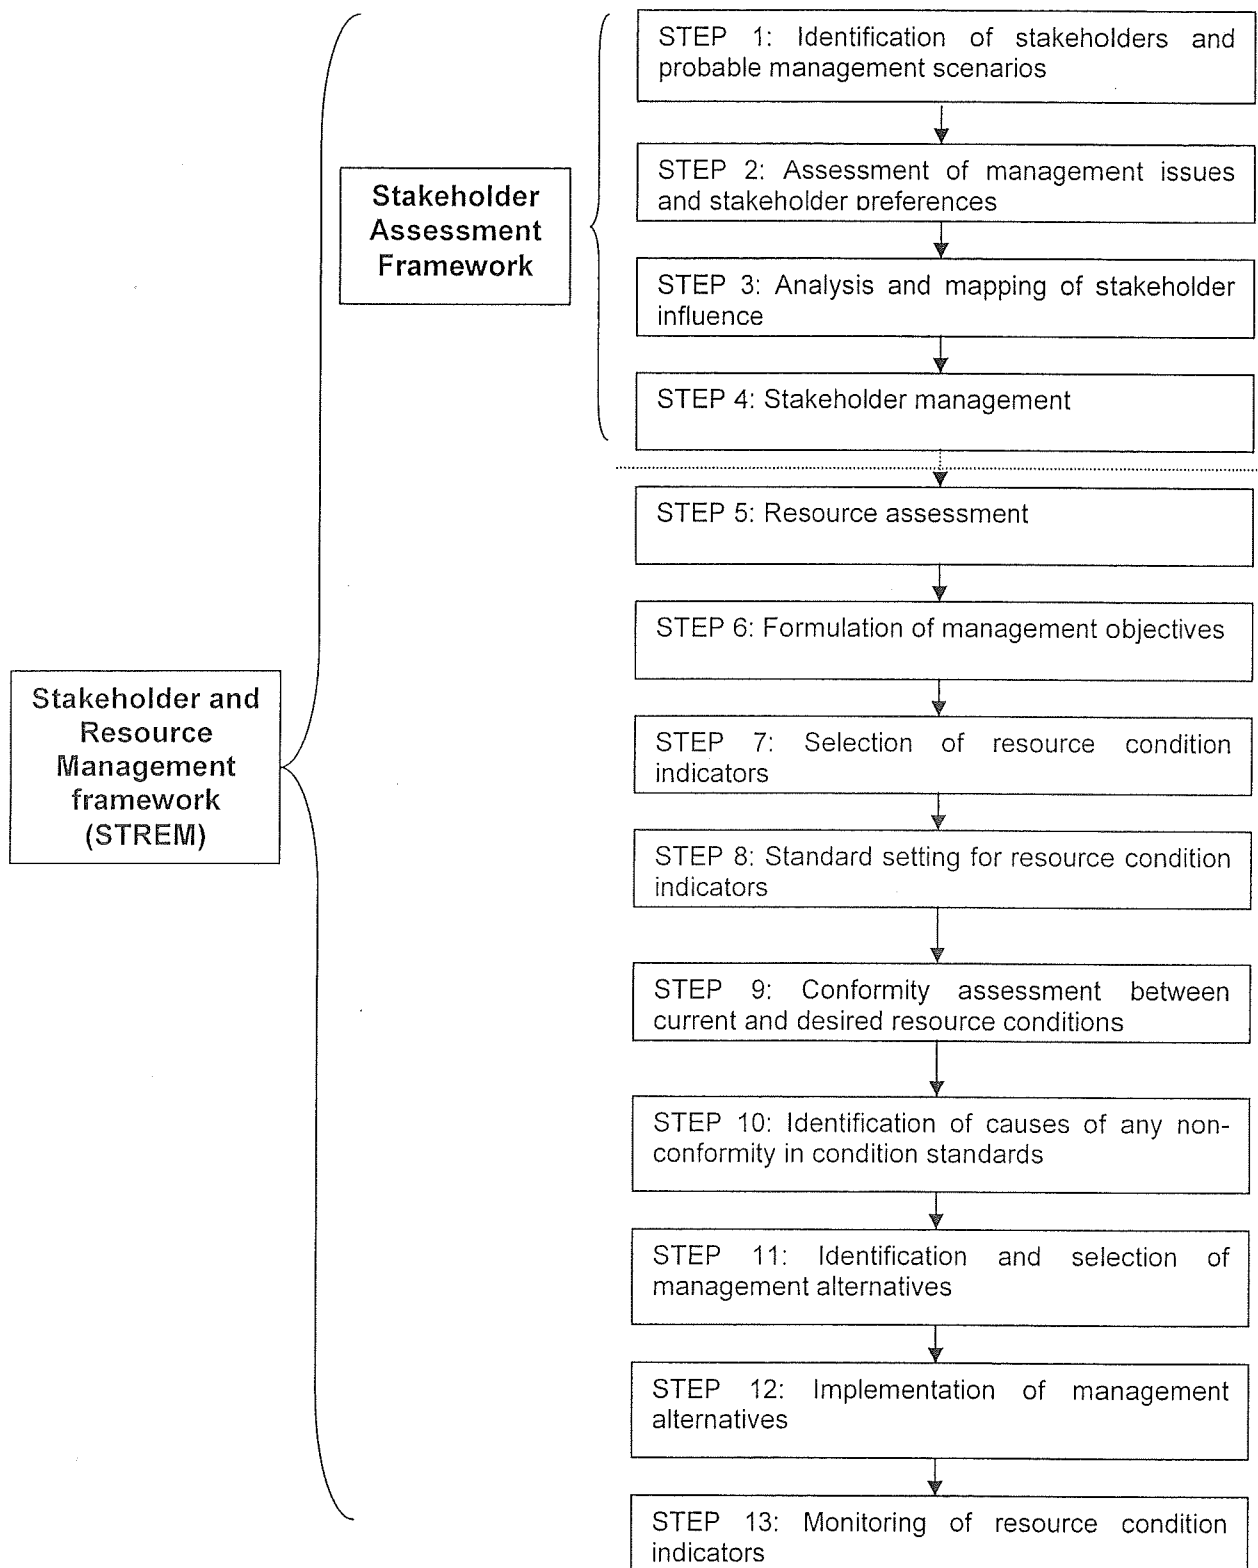 STEP 1: Identification of stakeholders and
probable management scenarios
STEP 2: Assessment of management issues
and stakeholder preferences
Stakeholder
Assessment
Framework
STEP 3: Analysis and mapping of stakeholder
influence
STEP 4: Stakeholder management
STEP 5: Resource assessment
STEP 6: Formulation of management objectives
Stakeholder and
Resource
Management
framework
(STREM)
STEP 7: Selection of resource condition
indicators
STEP 8: Standard setting for resource condition
indicators
STEP 9: Conformity assessment between
current and desired resource conditions
STEP 10: Identification of causes of any non-
conformity in condition standards
STEP 11: Identification and selection of
management alternatives
STEP 12: Implementation of management
alternatives
STEP 13: Monitoring of resource condition
indicators